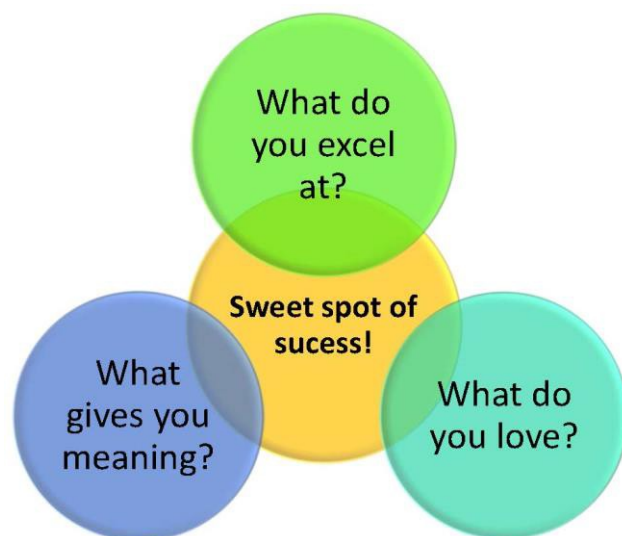 What do
you excel
at?
Sweet spot of
sucess!
What
gives you
meaning?
What do
you love?